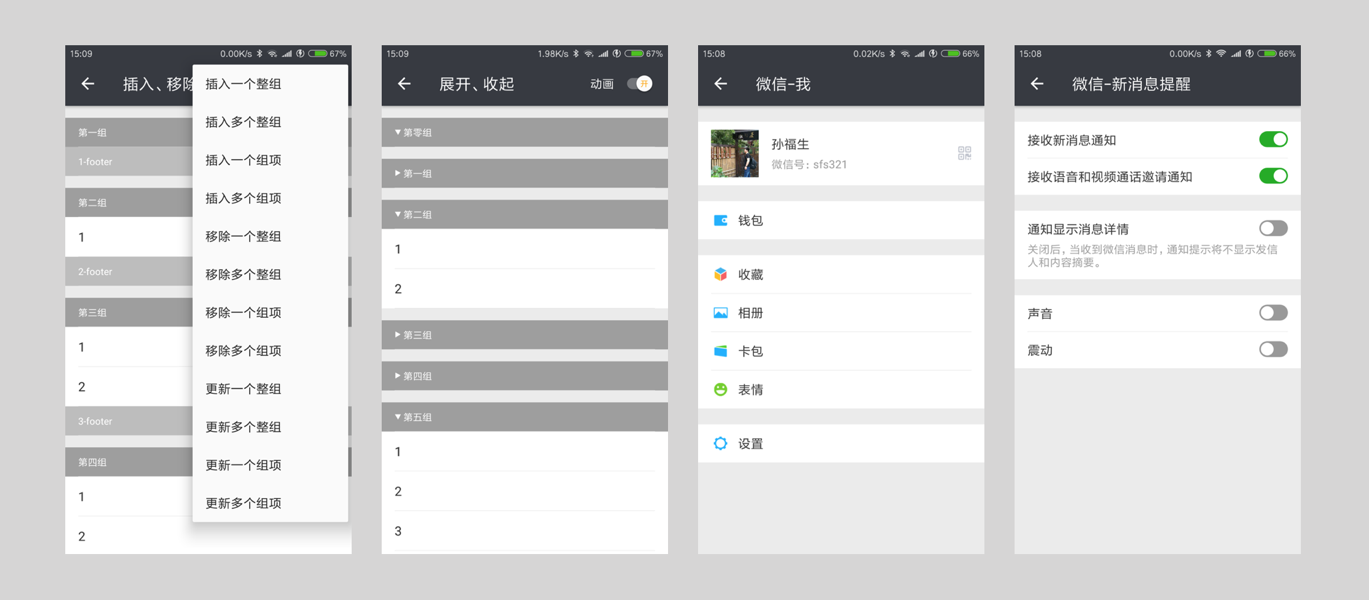 15:09
0.00K/s
67%
插入、移除
第一组
1-footer
第二组
1
2-footer
第三组
1
2
3-footer
第四组
1
2
插入一个整组
插入多个整组
插入一个组项
插入多个组项
移除一个整组
移除多个整组
移除一个组项
移除多个组项
更新一个整组
更新多个整组
更新一个组项
更新多个组项
15:09
1.98K/s
67%
展开、收起
动画
开
第零组
第一组
第二组
1
2
第三组
第四组
第五组
1
2
3
15:08
0.02K/s
66%
微信-我
孙福生
微信号: sfs321
钱包
收藏
相册
卡包
表情
设置
15:08
0.00K/s
66%
微信-新消息提醒
接收新消息通知
接收语音和视频通话邀请通知
通知显示消息详情
关闭后，当收到微信消息时，通知提示将不显示发信
人和内容摘要。
声音
震动